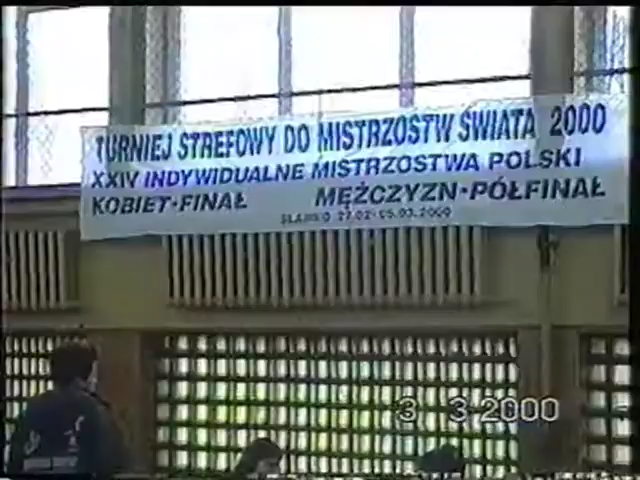 TURNIEJ STREFOWY DO MISTRZOSTW ŚWIATA 2000
XXIV INDYWIDUALNE MISTRZOSTWA POLSKI
KOBIET-FINAŁ MĘŻCZYZN-PÓŁFINAŁ
27.02-05.03.2000
3. 3.2000